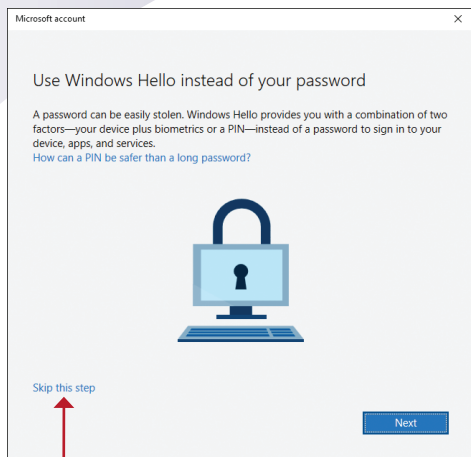 Microsoft account
Use Windows Hello instead of your password
A password can be easily stolen. Windows Hello provides you with a combination of two
factors—your device plus biometrics or a PIN—instead of a password to sign in to your
device, apps, and services.
How can a PIN be safer than a long password?
Skip this step
Next